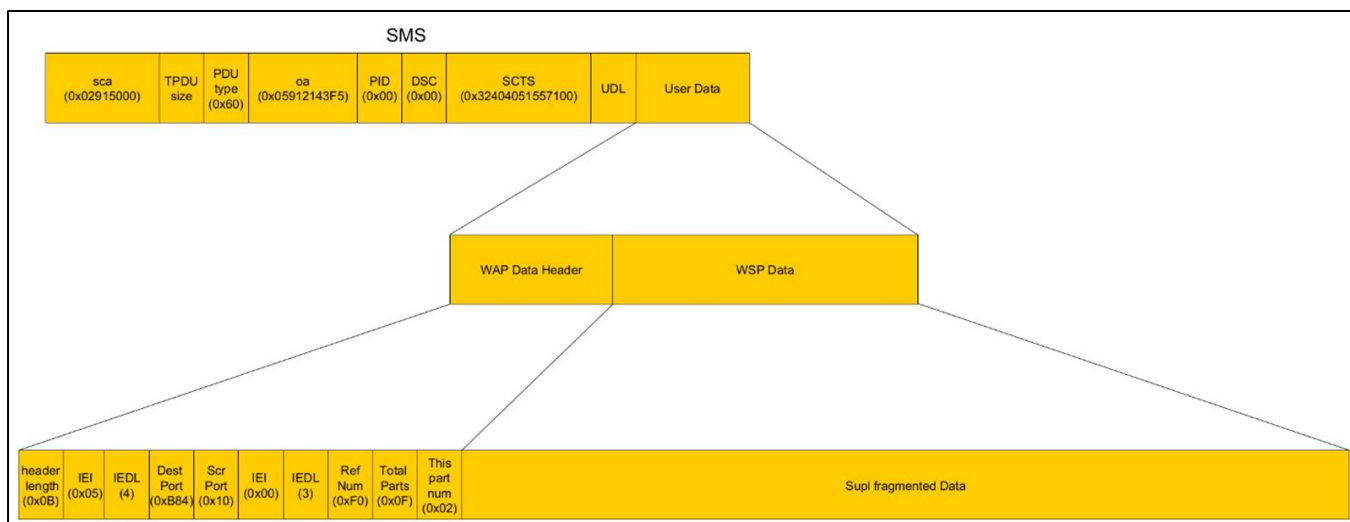 SMS
sca
(0x02915000)
TPDU
size
PDU
type
(0x60)
oa
(0x05912143F5)
PID
(0x00)
DSC
(0x00)
SCTS
(0x32404051557100)
UDL
User Data
WAP Data Header
WSP Data
header
length
(0x0B)
IEI
(0x05)
IEDL
(4)
Dest
Port
(0xB84)
Scr
Port
(0x10)
IEI
(0x00)
IEDL
(3)
Ref
Num
(0xF0)
Total
Parts
(0x0F)
This
part
num
(0x02)
Supl fragmented Data